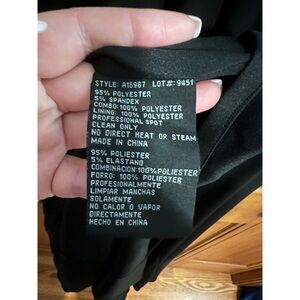 STYLE: A16967 LOT#: 9451
95% POLYESTER
5% SPANDEX
COMBO:100% POLYESTER
LINING: 100% POLYESTER
PROFESSIONAL SPOT
CLEAN ONLY
NO DIRECT HEAT OR STEAM
MADE IN CHINA
95% POLIESTER
5% ELASTANO
COMBINACION:100%POLIESTER
FORRO: 100% POLIESTER
PROFESIONALMENTE
LIMPIAR MANCHAS
SOLAMENTE
NO CALOR O VAPOR
DIRECTAMENTE
HECHO EN CHINA